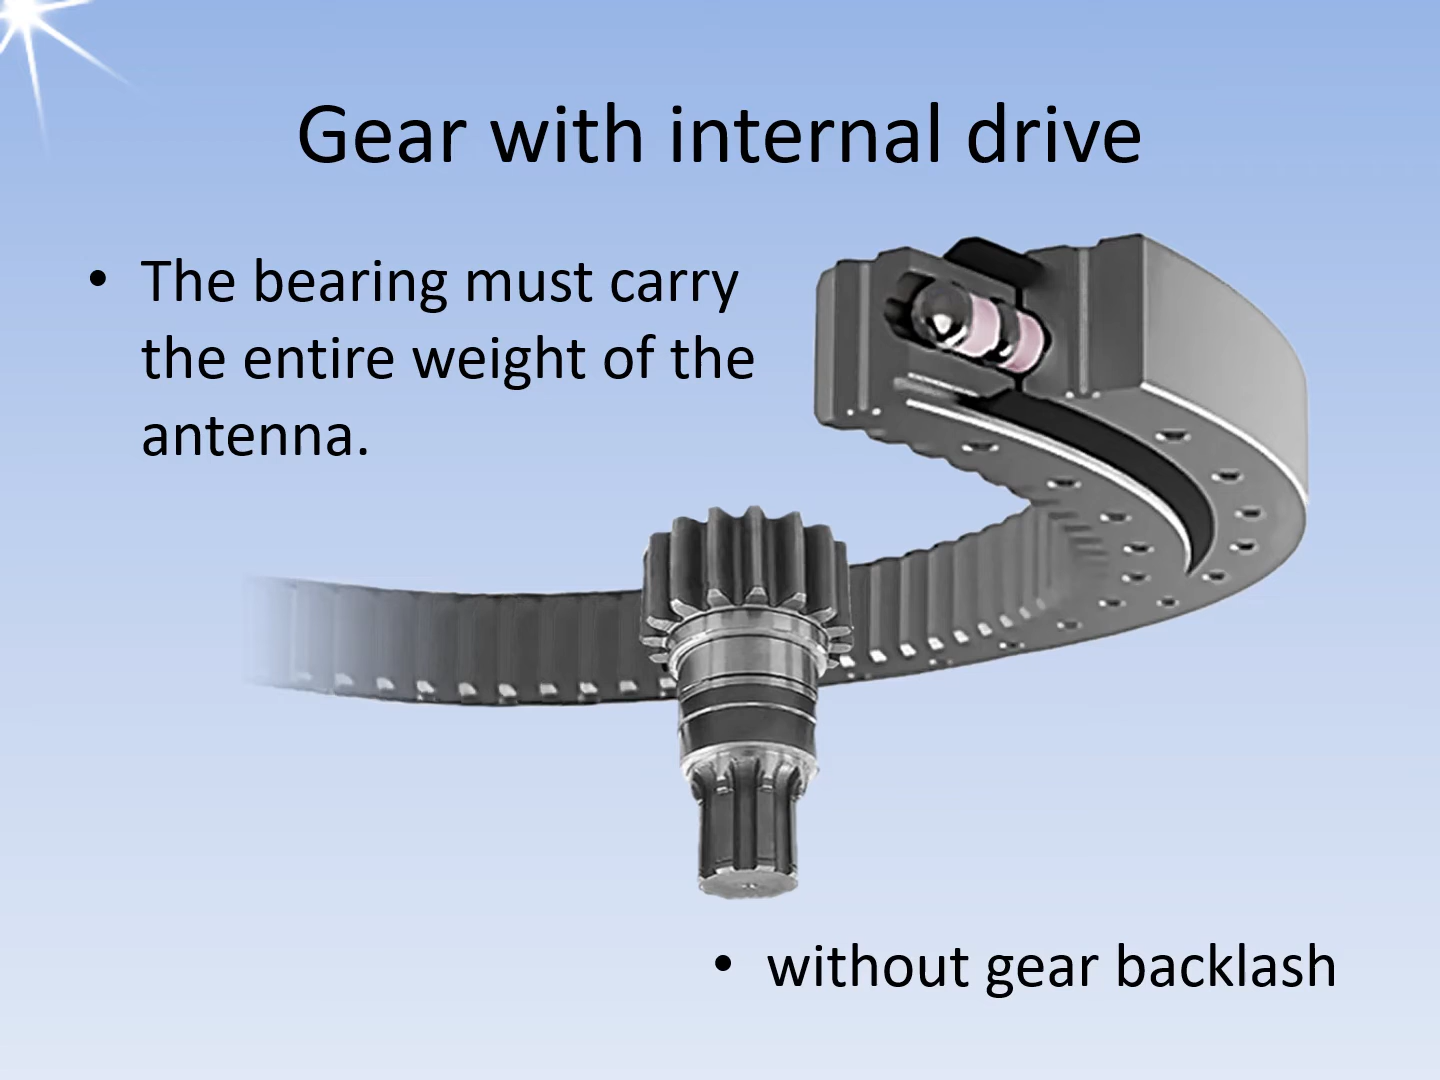 Gear with internal drive
• The bearing must carry
the entire weight of the
antenna.
• without gear backlash